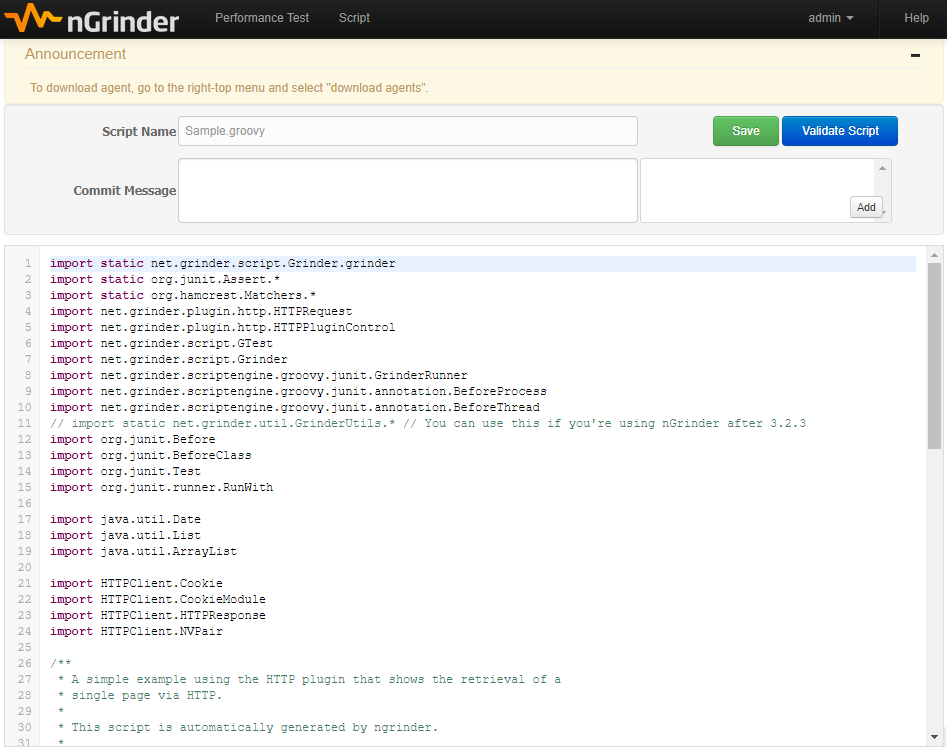 nGrinder Performance Test Script admin Help
Announcement
To download agent, go to the right-top menu and select "download agents".
Script Name Sample.groovy Save Validate Script
Commit Message Add
1 import static net.grinder.script.Grinder.grinder
2 import static org.junit.Assert.*
3 import static org.hamcrest.Matchers.*
4 import net.grinder.plugin.http.HTTPRequest
5 import net.grinder.plugin.http.HTTPPluginControl
6 import net.grinder.script.GTest
7 import net.grinder.script.Grinder
8 import net.grinder.scriptengine.groovy.junit.GrinderRunner
9 import net.grinder.scriptengine.groovy.junit.annotation.BeforeProcess
10 import net.grinder.scriptengine.groovy.junit.annotation.BeforeThread
11 // import static net.grinder.util.GrinderUtils.* // You can use this if you're using nGrinder after 3.2.3
12 import org.junit.Before
13 import org.junit.BeforeClass
14 import org.junit.Test
15 import org.junit.runner.RunWith
16
17 import java.util.Date
18 import java.util.List
19 import java.util.ArrayList
20
21 import HTTPClient.Cookie
22 import HTTPClient.CookieModule
23 import HTTPClient.HTTPResponse
24 import HTTPClient.NVPair
25
26 /**
27 * A simple example using the HTTP plugin that shows the retrieval of a
28 * single page via HTTP.
29 *
30 * This script is automatically generated by ngrinder.
31 *